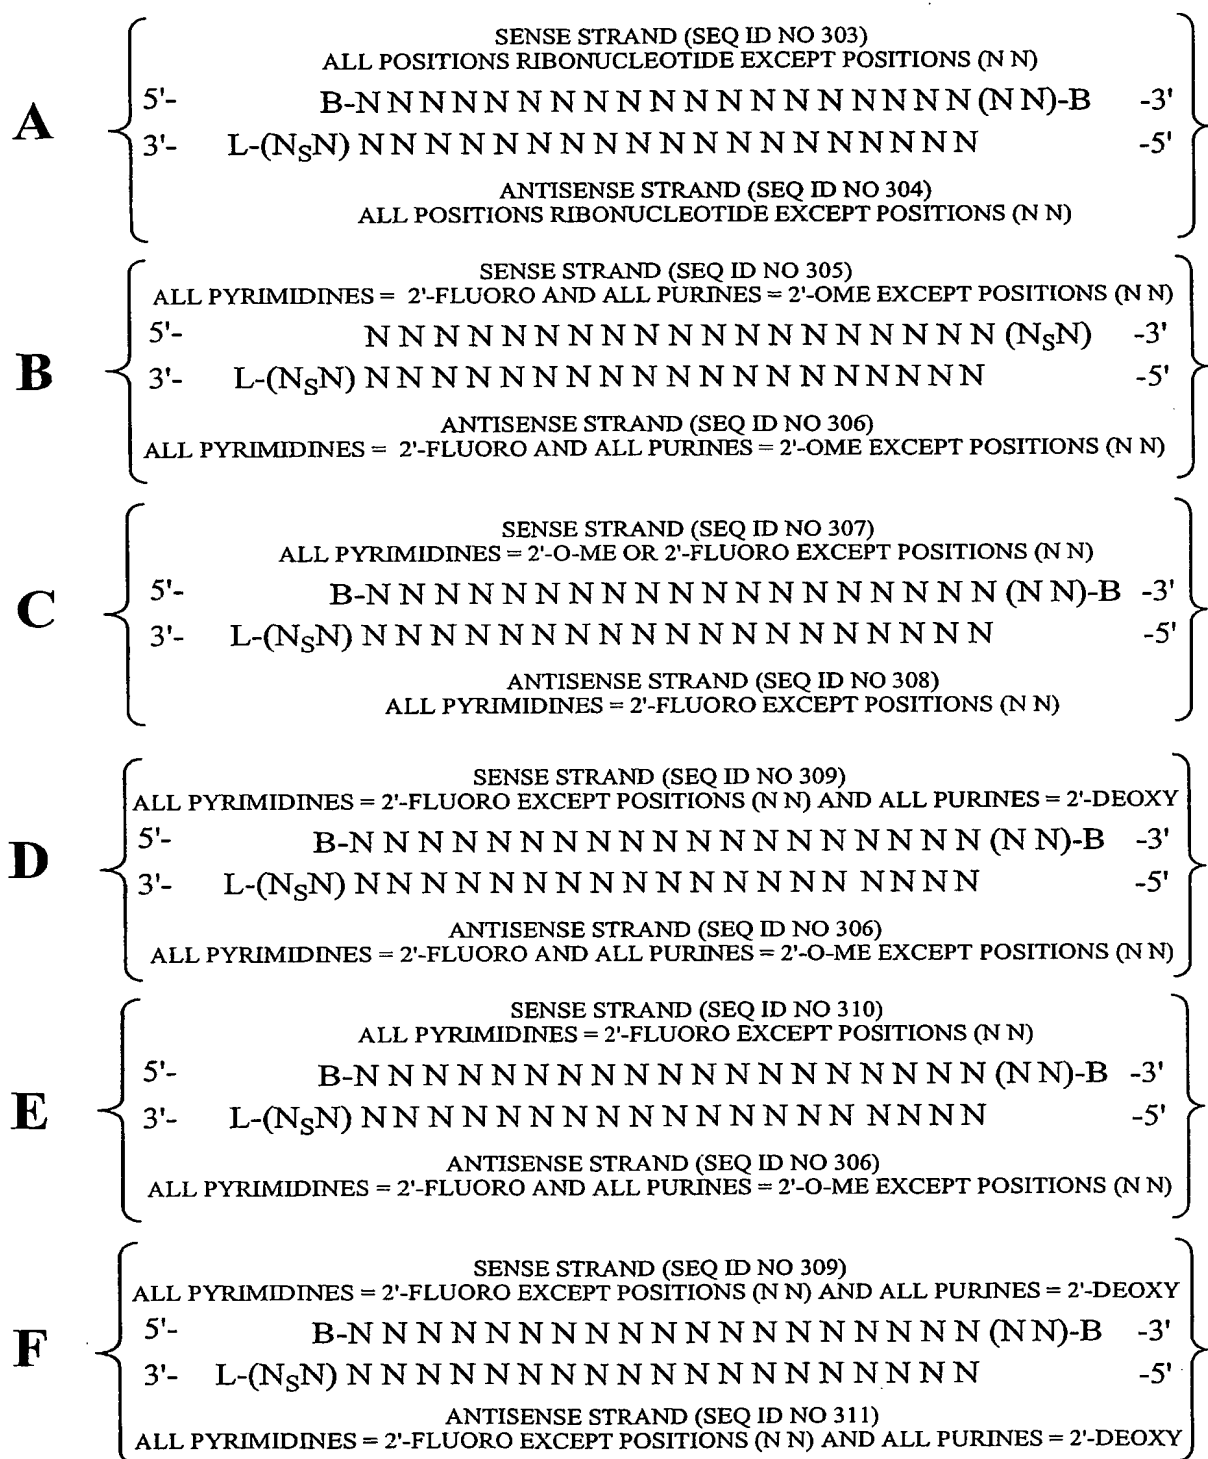 SENSE STRAND (SEQ ID NO 303)
ALL POSITIONS RIBONUCLEOTIDE EXCEPT POSITIONS (N N)
A
5'- B-N N N N N N N N N N N N N N N N N N N (N N)-B -3'
3'- L-(NSN) N N N N N N N N N N N N N N N N N N N -5'
ANTISENSE STRAND (SEQ ID NO 304)
ALL POSITIONS RIBONUCLEOTIDE EXCEPT POSITIONS (N N)
SENSE STRAND (SEQ ID NO 305)
ALL PYRIMIDINES = 2'-FLUORO AND ALL PURINES = 2'-OME EXCEPT POSITIONS (N N)
B
5'- N N N N N N N N N N N N N N N N N N N (NSN) -3'
3'- L-(NSN) N N N N N N N N N N N N N N N N N N N -5'
ANTISENSE STRAND (SEQ ID NO 306)
ALL PYRIMIDINES = 2'-FLUORO AND ALL PURINES = 2'-OME EXCEPT POSITIONS (N N)
SENSE STRAND (SEQ ID NO 307)
ALL PYRIMIDINES = 2'-O-ME OR 2'-FLUORO EXCEPT POSITIONS (N N)
C
5'- B-N N N N N N N N N N N N N N N N N N N (N N)-B -3'
3'- L-(NSN) N N N N N N N N N N N N N N N N N N N -5'
ANTISENSE STRAND (SEQ ID NO 308)
ALL PYRIMIDINES = 2'-FLUORO EXCEPT POSITIONS (N N)
SENSE STRAND (SEQ ID NO 309)
ALL PYRIMIDINES = 2'-FLUORO EXCEPT POSITIONS (N N) AND ALL PURINES = 2'-DEOXY
D
5'- B-N N N N N N N N N N N N N N N N N N N (N N)-B -3'
3'- L-(NSN) N N N N N N N N N N N N N N N N N N N -5'
ANTISENSE STRAND (SEQ ID NO 306)
ALL PYRIMIDINES = 2'-FLUORO AND ALL PURINES = 2'-O-ME EXCEPT POSITIONS (N N)
SENSE STRAND (SEQ ID NO 310)
ALL PYRIMIDINES = 2'-FLUORO EXCEPT POSITIONS (N N)
E
5'- B-N N N N N N N N N N N N N N N N N N N (N N)-B -3'
3'- L-(NSN) N N N N N N N N N N N N N N N N N N N -5'
ANTISENSE STRAND (SEQ ID NO 306)
ALL PYRIMIDINES = 2'-FLUORO AND ALL PURINES = 2'-O-ME EXCEPT POSITIONS (N N)
SENSE STRAND (SEQ ID NO 309)
ALL PYRIMIDINES = 2'-FLUORO EXCEPT POSITIONS (N N) AND ALL PURINES = 2'-DEOXY
F
5'- B-N N N N N N N N N N N N N N N N N N N (N N)-B -3'
3'- L-(NSN) N N N N N N N N N N N N N N N N N N N -5'
ANTISENSE STRAND (SEQ ID NO 311)
ALL PYRIMIDINES = 2'-FLUORO EXCEPT POSITIONS (N N) AND ALL PURINES = 2'-DEOXY